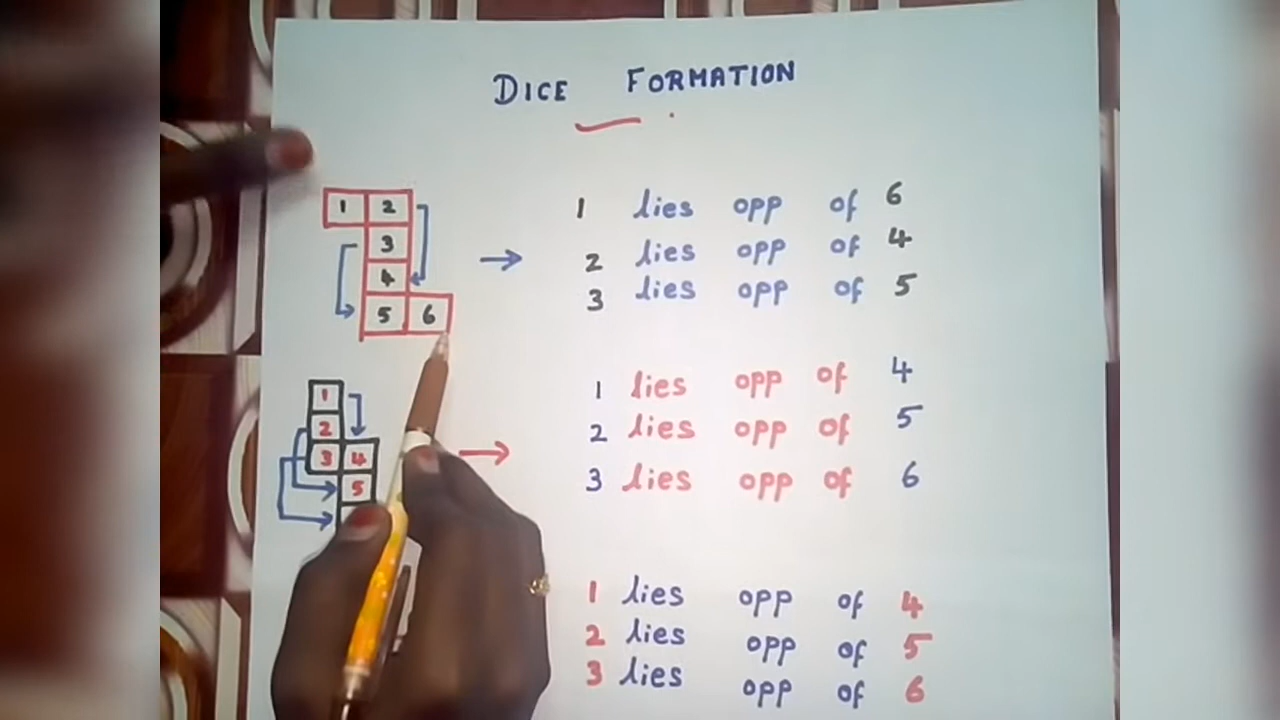 DICE FORMATION
1 2
3
4
5 6
1 lies opp of 6
2 lies opp of 4
3 lies opp of 5
1
2
3 4
5
1 lies opp of 4
2 lies opp of 5
3 lies opp of 6
1 lies opp of 4
2 lies opp of 5
3 lies opp of 6